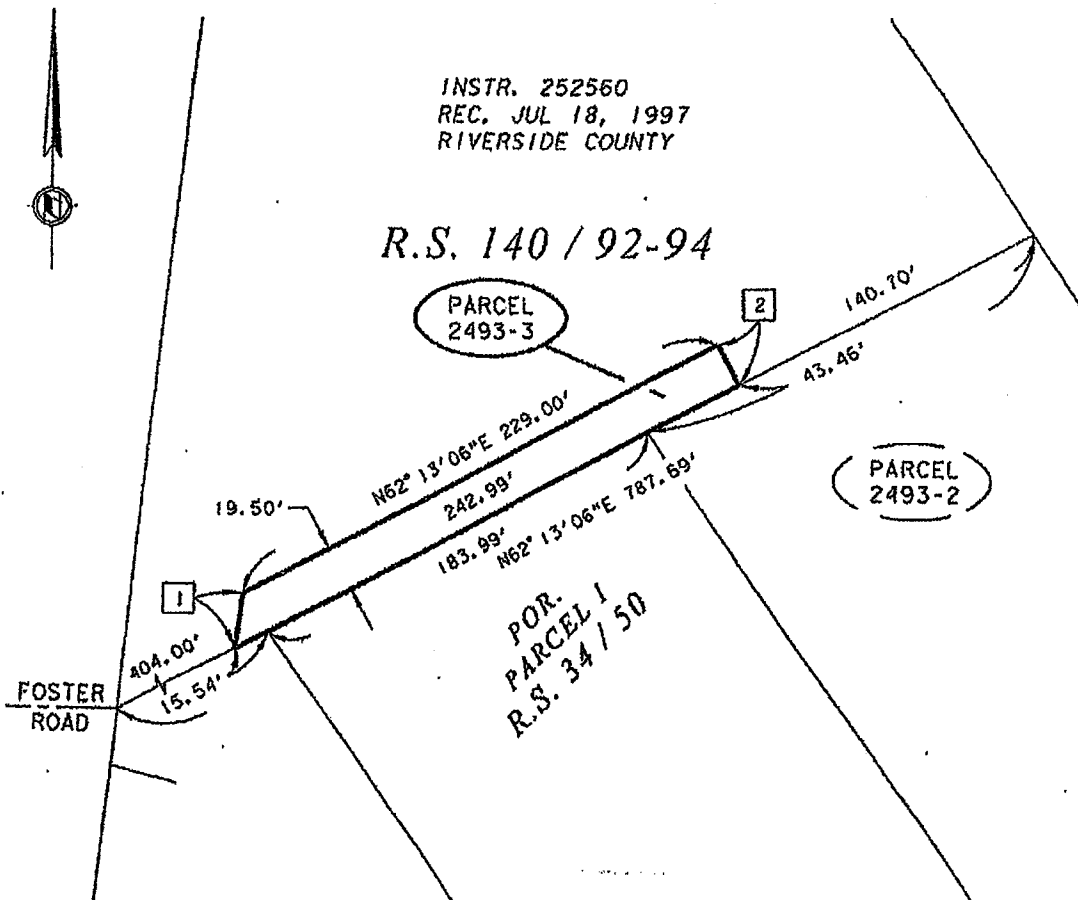 INSTR. 252560
REC. JUL 18, 1997
RIVERSIDE COUNTY
R.S. 140 / 92-94
PARCEL
2493-3
2
140.70'
43.46'
N62° 13'06"E 229.00'
242.99'
19.50'
183.99'
N62° 13'06"E 787.69'
PARCEL
2493-2
1
POR.
PARCEL 1
R.S. 34 / 50
404.00'
15.54'
FOSTER
ROAD